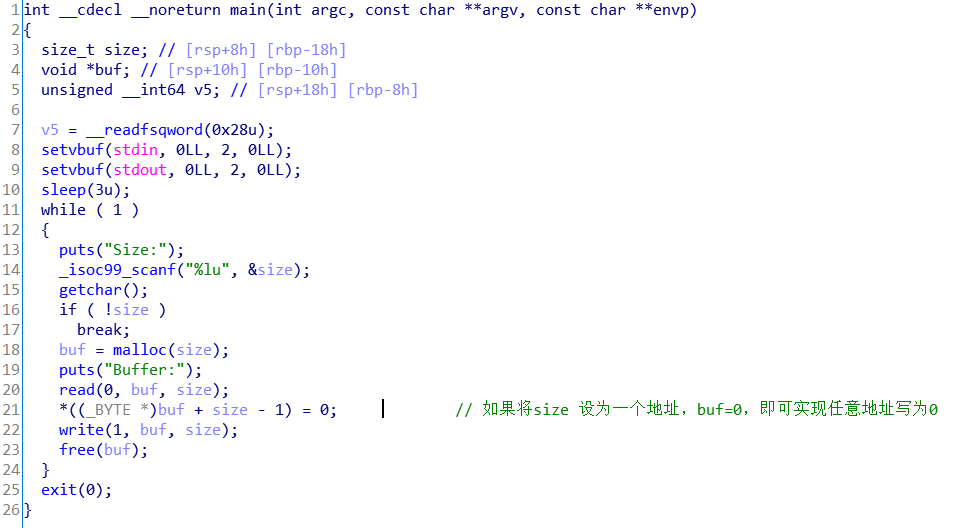 1 int __cdecl __noreturn main(int argc, const char **argv, const char **envp)
2 {
3 size_t size; // [rsp+8h] [rbp-18h]
4 void *buf; // [rsp+10h] [rbp-10h]
5 unsigned __int64 v5; // [rsp+18h] [rbp-8h]
6
7 v5 = __readfsqword(0x28u);
8 setvbuf(stdin, 0LL, 2, 0LL);
9 setvbuf(stdout, 0LL, 2, 0LL);
10 sleep(3u);
11 while ( 1 )
12 {
13 puts("Size:");
14 _isoc99_scanf("%lu", &size);
15 getchar();
16 if ( !size )
17 break;
18 buf = malloc(size);
19 puts("Buffer:");
20 read(0, buf, size);
21 *((_BYTE *)buf + size - 1) = 0; // 如果将size 设为一个地址，buf=0，即可实现任意地址写为0
22 write(1, buf, size);
23 free(buf);
24 }
25 exit(0);
26 }